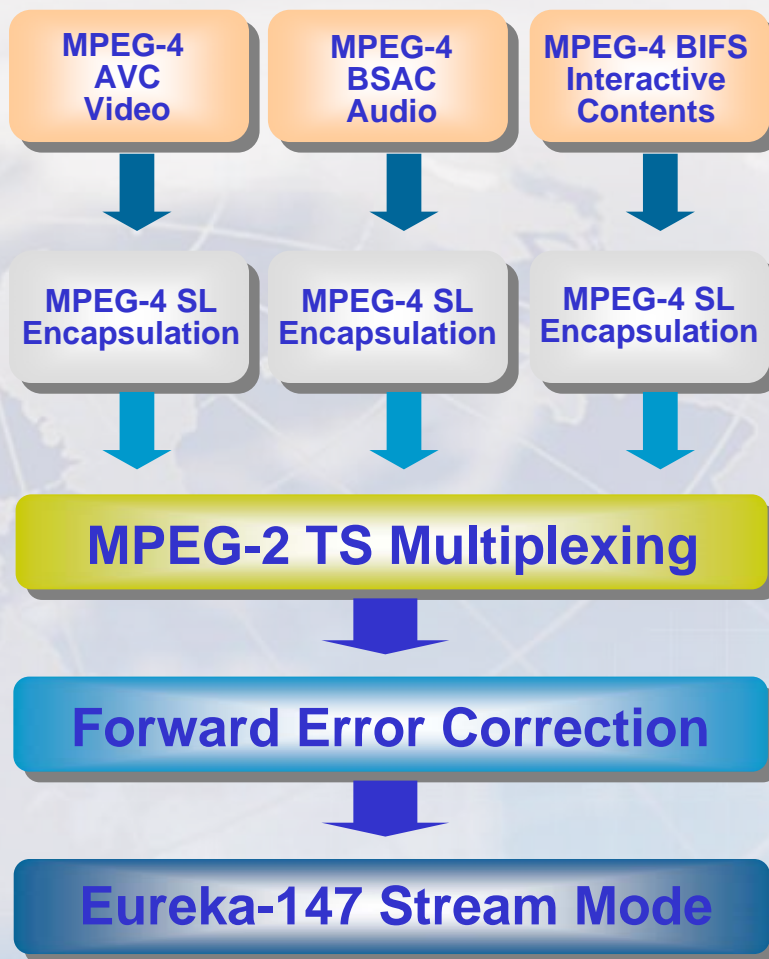 MPEG-4
AVC
Video
MPEG-4
BSAC
Audio
MPEG-4 BIFS
Interactive
Contents
MPEG-4 SL
Encapsulation
MPEG-4 SL
Encapsulation
MPEG-4 SL
Encapsulation
MPEG-2 TS Multiplexing
Forward Error Correction
Eureka-147 Stream Mode